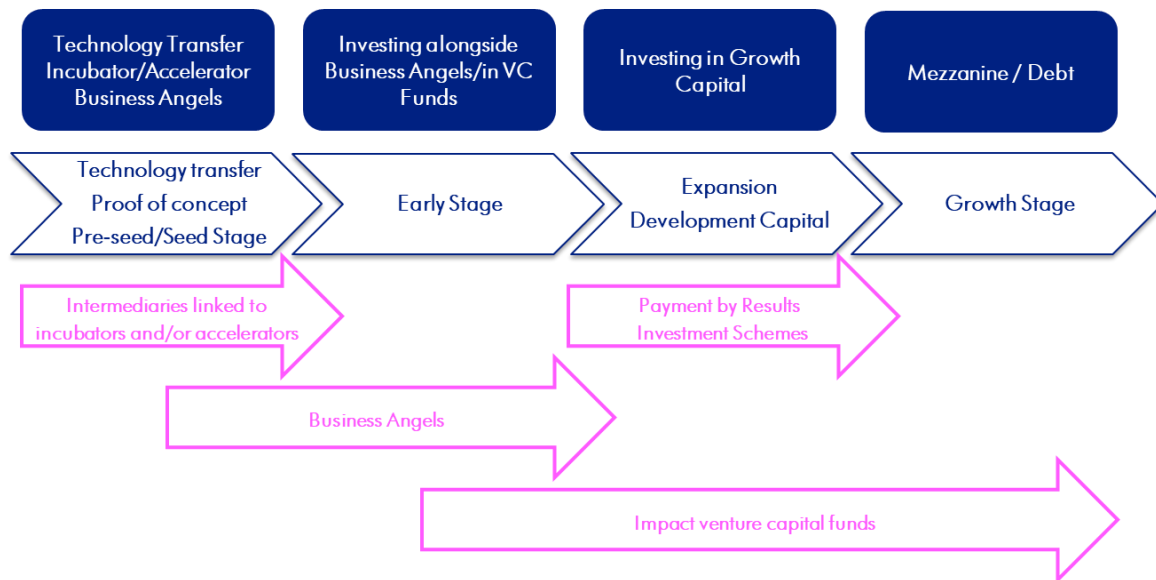 Technology Transfer
Incubator/Accelerator
Business Angels
Investing alongside
Business Angels/in VC
Funds
Investing in Growth
Capital
Mezzanine / Debt
Technology transfer
Proof of concept
Pre-seed/Seed Stage
Early Stage
Expansion
Development Capital
Growth Stage
Intermediaries linked to
incubators and/or accelerators
Payment by Results
Investment Schemes
Business Angels
Impact venture capital funds